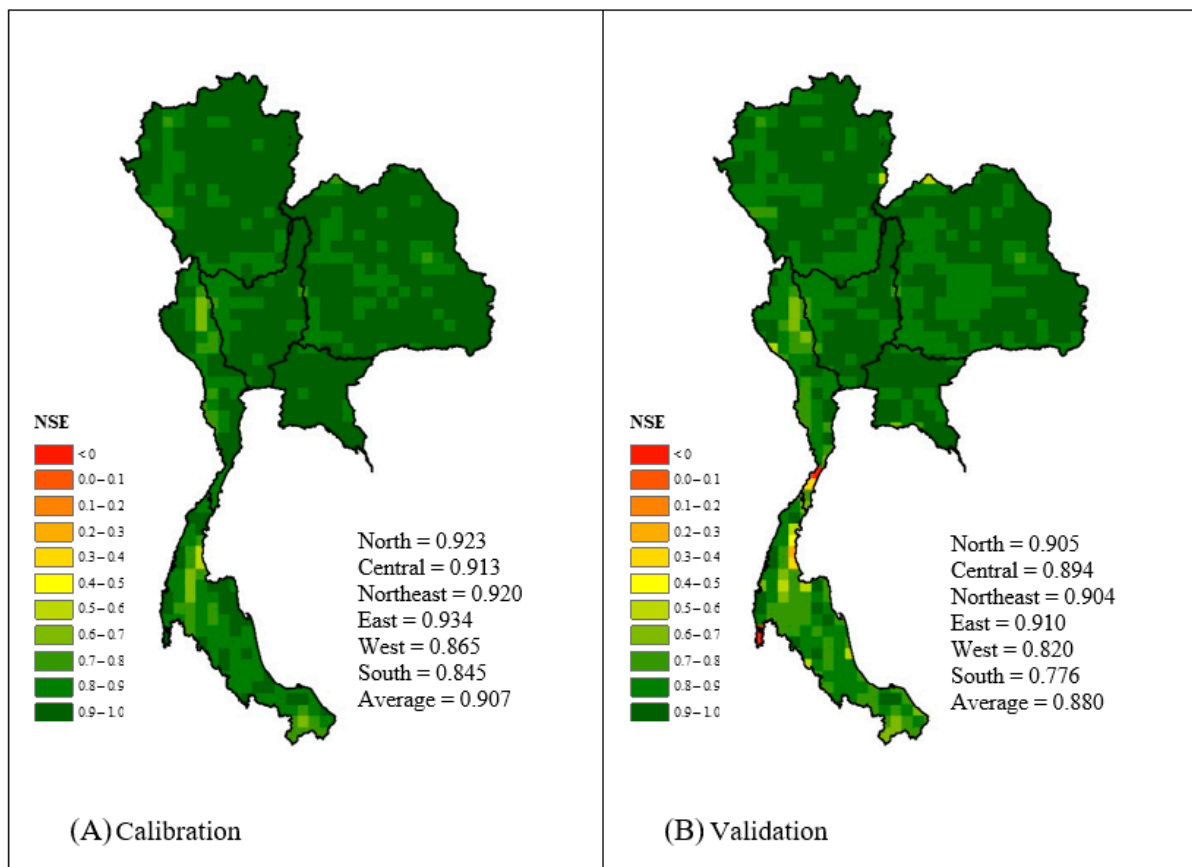 NSE
< 0
0.0 – 0.1
0.1 – 0.2
0.2 – 0.3
0.3 – 0.4
0.4 – 0.5
0.5 – 0.6
0.6 – 0.7
0.7 – 0.8
0.8 – 0.9
0.9 – 1.0
North = 0.923
Central = 0.913
Northeast = 0.920
East = 0.934
West = 0.865
South = 0.845
Average = 0.907
(A) Calibration
NSE
< 0
0.0 – 0.1
0.1 – 0.2
0.2 – 0.3
0.3 – 0.4
0.4 – 0.5
0.5 – 0.6
0.6 – 0.7
0.7 – 0.8
0.8 – 0.9
0.9 – 1.0
North = 0.905
Central = 0.894
Northeast = 0.904
East = 0.910
West = 0.820
South = 0.776
Average = 0.880
(B) Validation